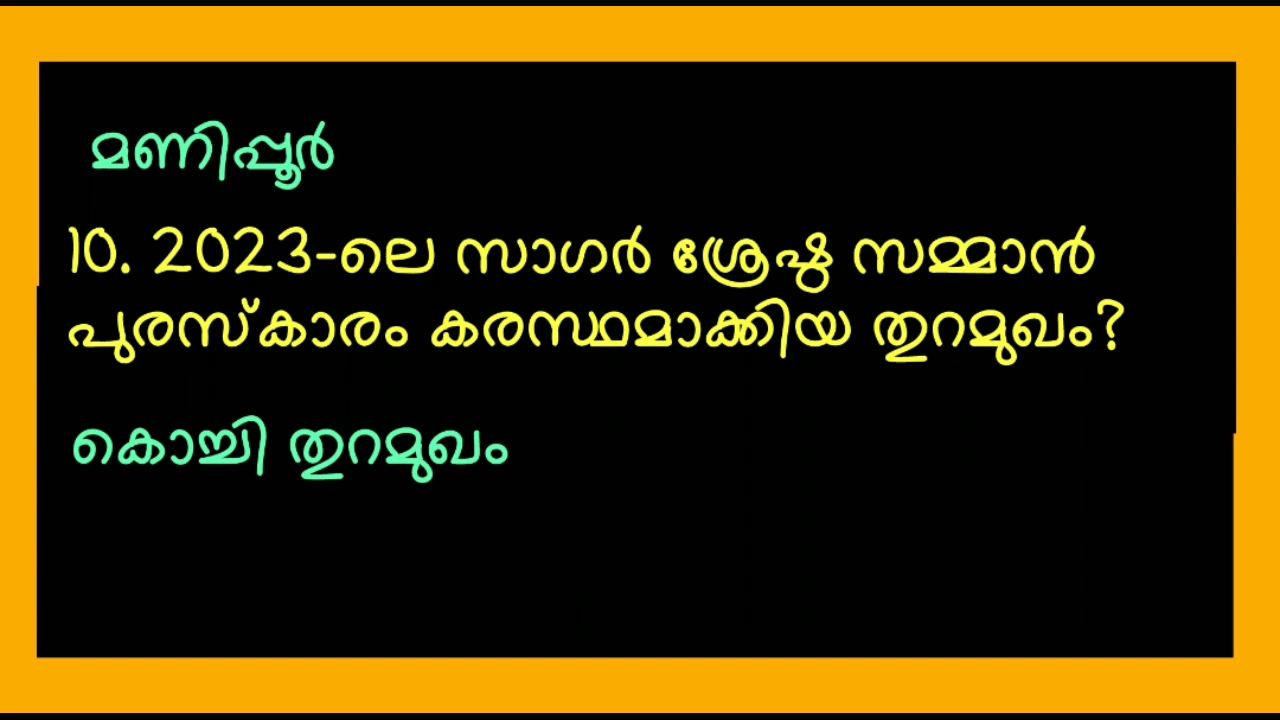 മണിപ്പൂർ
10. 2023-ലെ സാഗർ ശ്രേഷ്ഠ സമ്മാൻ
പുരസ്കാരം കരസ്ഥമാക്കിയ തുറമുഖം?
കൊച്ചി തുറമുഖം